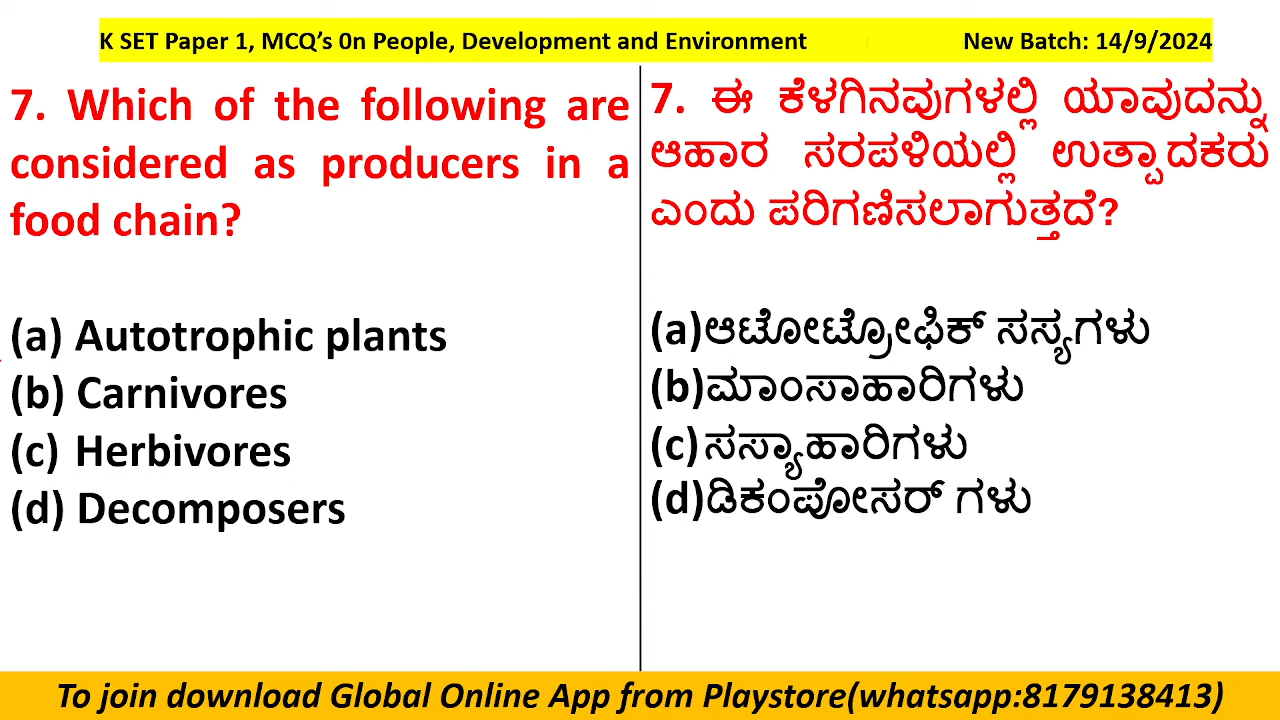 K SET Paper 1, MCQ’s 0n People, Development and Environment New Batch: 14/9/2024
7. Which of the following are
considered as producers in a
food chain?
(a) Autotrophic plants
(b) Carnivores
(c) Herbivores
(d) Decomposers
7. ಈ ಕೆಳಗಿನವುಗಳಲ್ಲಿ ಯಾವುದನ್ನು
ಆಹಾರ ಸರಪಳಿಯಲ್ಲಿ ಉತ್ಪಾದಕರು
ಎಂದು ಪರಿಗಣಿಸಲಾಗುತ್ತದೆ?
(a)ಆಟೋಟ್ರೋಫಿಕ್ ಸಸ್ಯಗಳು
(b)ಮಾಂಸಾಹಾರಿಗಳು
(c)ಸಸ್ಯಾಹಾರಿಗಳು
(d)ಡಿಕಂಪೋಸರ್ ಗಳು
To join download Global Online App from Playstore(whatsapp:8179138413)